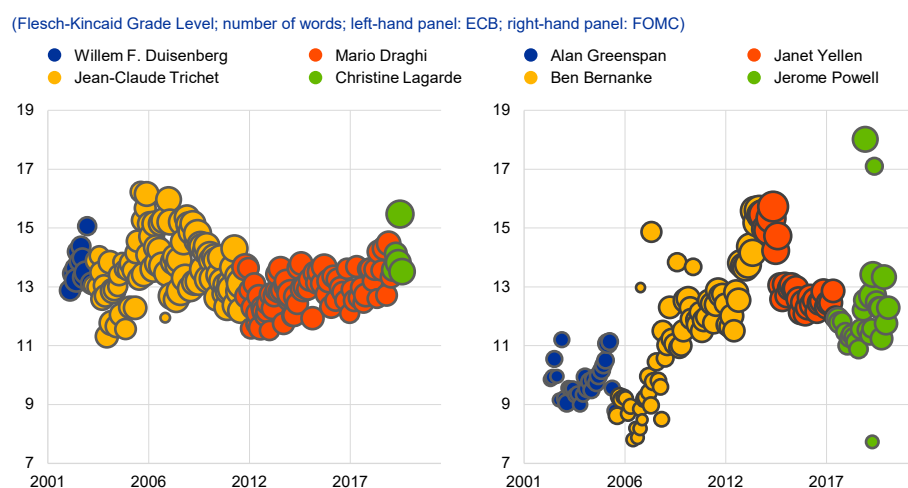 (Flesch-Kincaid Grade Level; number of words; left-hand panel: ECB; right-hand panel: FOMC)
Willem F. Duisenberg
Mario Draghi
Jean-Claude Trichet
Christine Lagarde
Alan Greenspan
Janet Yellen
Ben Bernanke
Jerome Powell
19
17
15
13
11
9
7
2001 2006 2012 2017
19
17
15
13
11
9
7
2001 2006 2012 2017